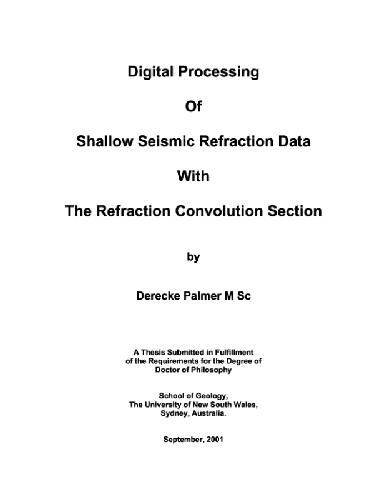 Digital Processing
Of
Shallow Seismic Refraction Data
With
The Refraction Convolution Section
by
Derecke Palmer M Sc
A Thesis Submitted in Fulfillment
of the Requirements for the Degree of
Doctor of Philosophy
School of Geology,
The University of New South Wales,
Sydney, Australia.
September, 2001